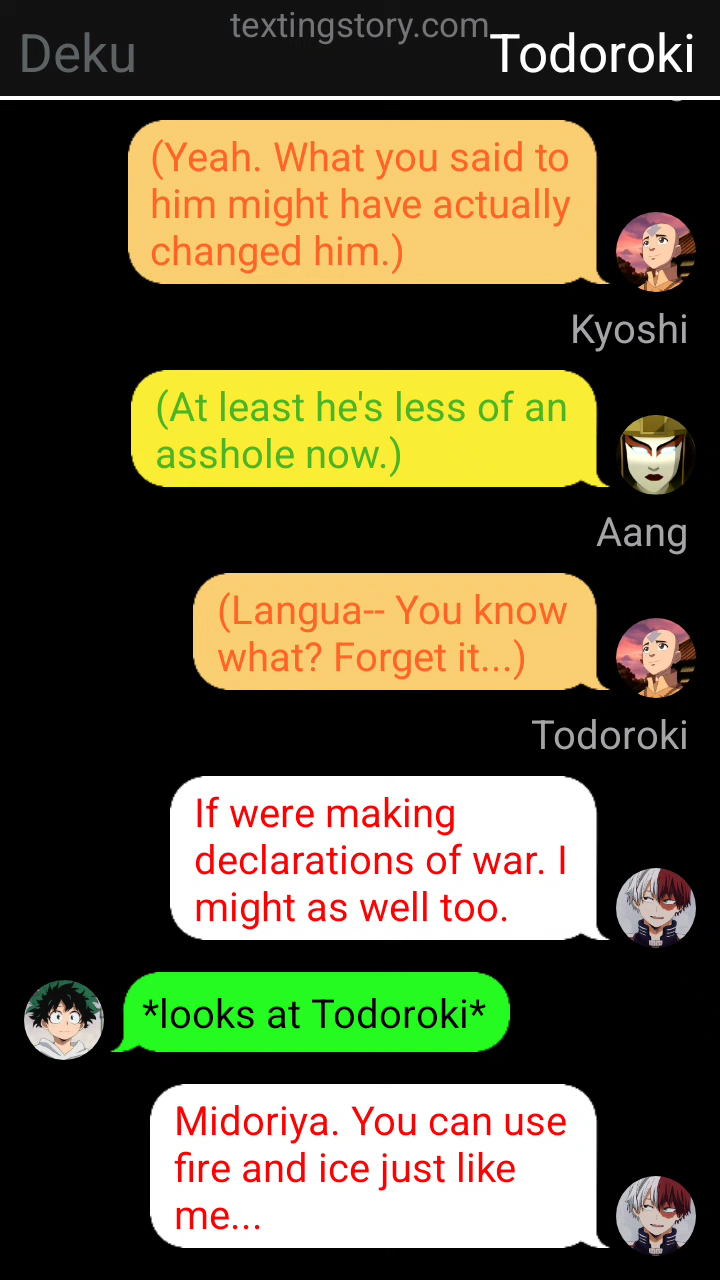 textingstory.com
Deku
Todoroki
(Yeah. What you said to
him might have actually
changed him.)
Kyoshi
(At least he's less of an
asshole now.)
Aang
(Langua-- You know
what? Forget it...)
Todoroki
If were making
declarations of war. I
might as well too.
*looks at Todoroki*
Midoriya. You can use
fire and ice just like
me...